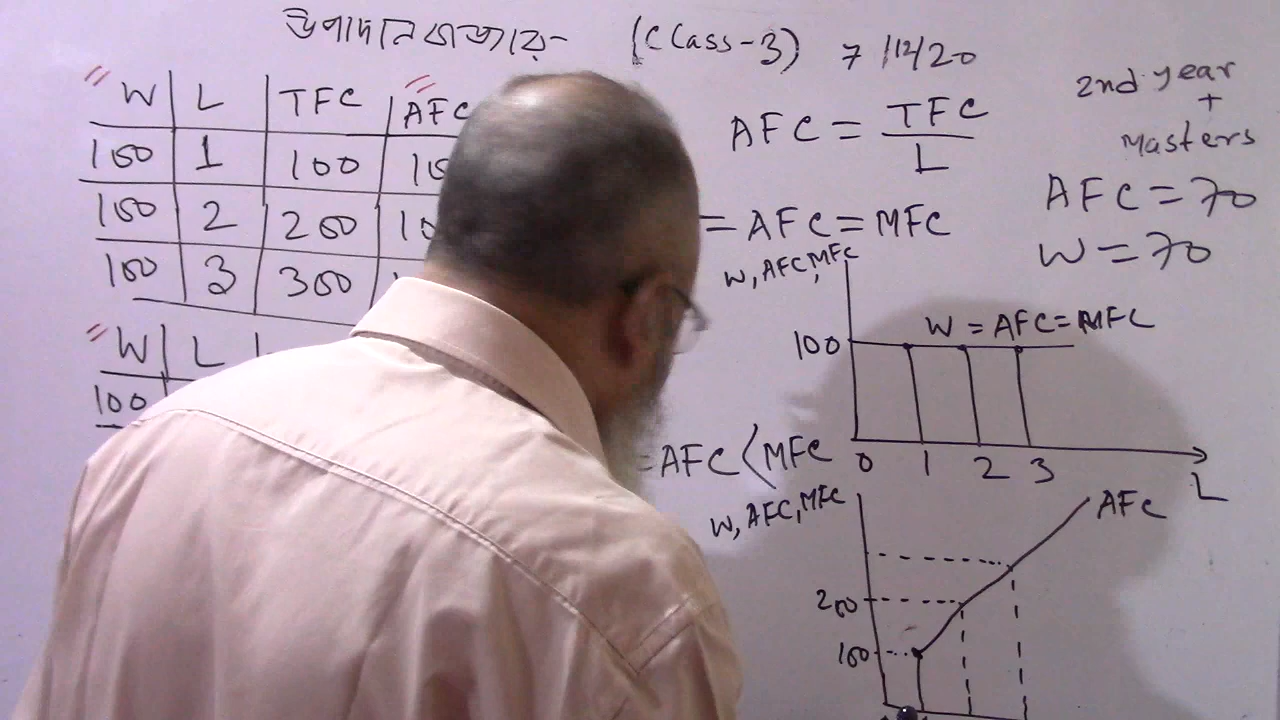 উপাদান বাজার- (Class-3) 7/12/20
2nd year
+
Masters
W L TFC AFC
100 1 100
100 2 200
100 3 300
W L
100
AFC = TFC / L
= AFC = MFC
AFC = 70
W = 70
W, AFC, MFC
100
W = AFC = MFC
0 1 2 3
L
= AFC < MFC
W, AFC, MFC
AFC
200
100